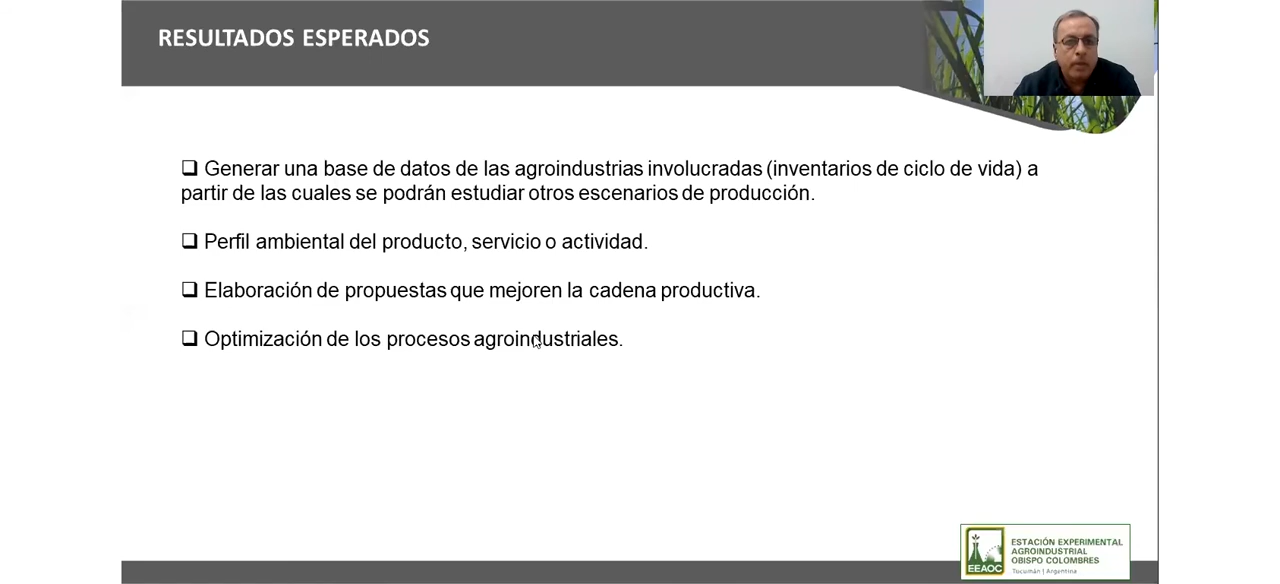 RESULTADOS ESPERADOS
❑ Generar una base de datos de las agroindustrias involucradas (inventarios de ciclo de vida) a
partir de las cuales se podrán estudiar otros escenarios de producción.
❑ Perfil ambiental del producto, servicio o actividad.
❑ Elaboración de propuestas que mejoren la cadena productiva.
❑ Optimización de los procesos agroindustriales.
EEAOC
ESTACIÓN EXPERIMENTAL
AGROINDUSTRIAL
OBISPO COLOMBRES
Tucumán | Argentina